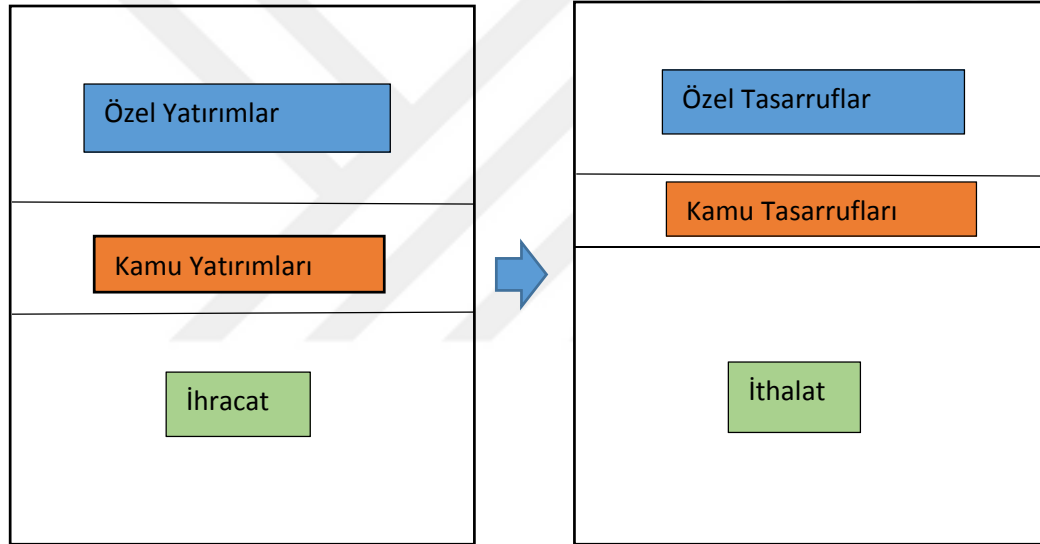 Özel Yatırımlar
Kamu Yatırımları
İhracat
Özel Tasarruflar
Kamu Tasarrufları
İthalat